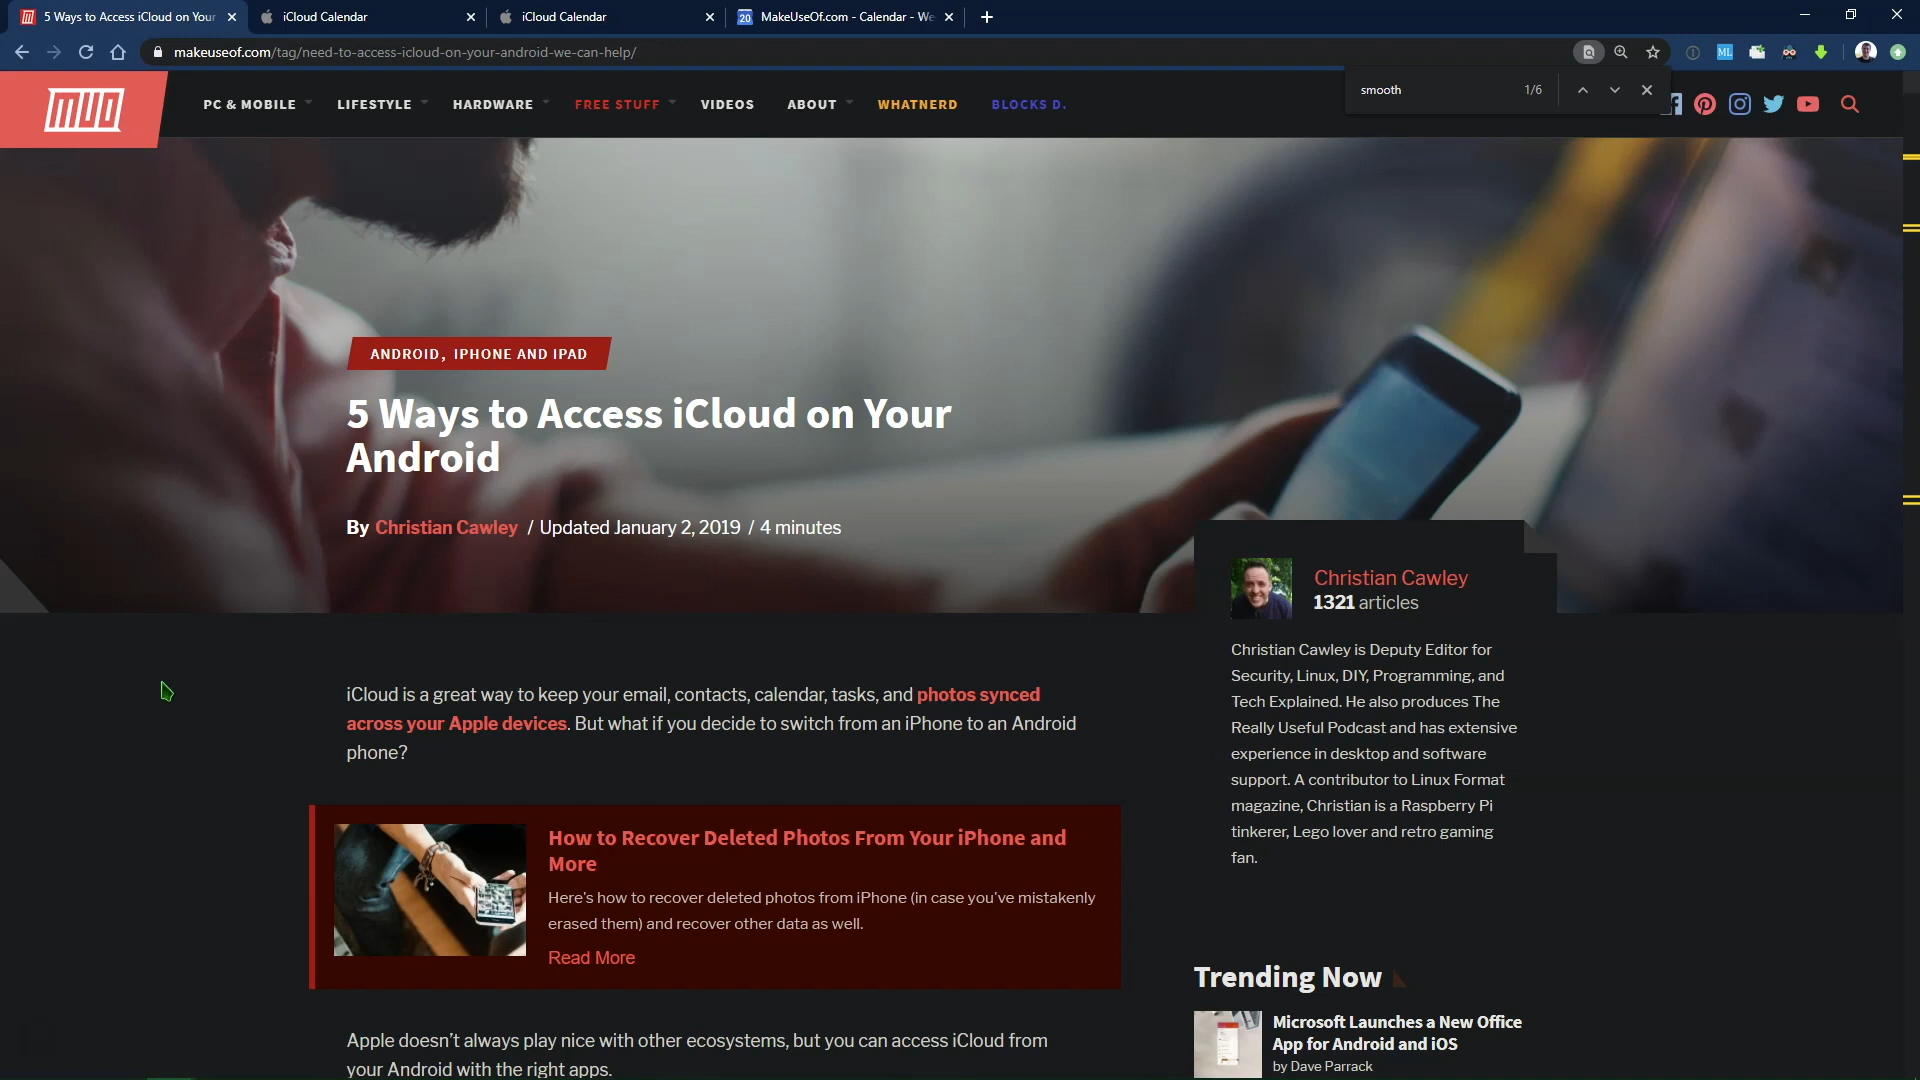 5 Ways to Access iCloud on Your
iCloud Calendar
iCloud Calendar
20
MakeUseOf.com - Calendar - We
makeuseof.com/tag/need-to-access-icloud-on-your-android-we-can-help/
ML
smooth
1/6
MUO
PC & MOBILE
LIFESTYLE
HARDWARE
FREE STUFF
VIDEOS
ABOUT
WHATNERD
BLOCKS D.
ANDROID, IPHONE AND IPAD
5 Ways to Access iCloud on Your
Android
By Christian Cawley / Updated January 2, 2019 / 4 minutes
Christian Cawley
1321 articles
Christian Cawley is Deputy Editor for
Security, Linux, DIY, Programming, and
Tech Explained. He also produces The
Really Useful Podcast and has extensive
experience in desktop and software
support. A contributor to Linux Format
magazine, Christian is a Raspberry Pi
tinkerer, Lego lover and retro gaming
fan.
iCloud is a great way to keep your email, contacts, calendar, tasks, and photos synced
across your Apple devices. But what if you decide to switch from an iPhone to an Android
phone?
How to Recover Deleted Photos From Your iPhone and
More
Here's how to recover deleted photos from iPhone (in case you've mistakenly
erased them) and recover other data as well.
Read More
Apple doesn't always play nice with other ecosystems, but you can access iCloud from
your Android with the right apps.
Trending Now
Microsoft Launches a New Office
App for Android and iOS
by Dave Parrack